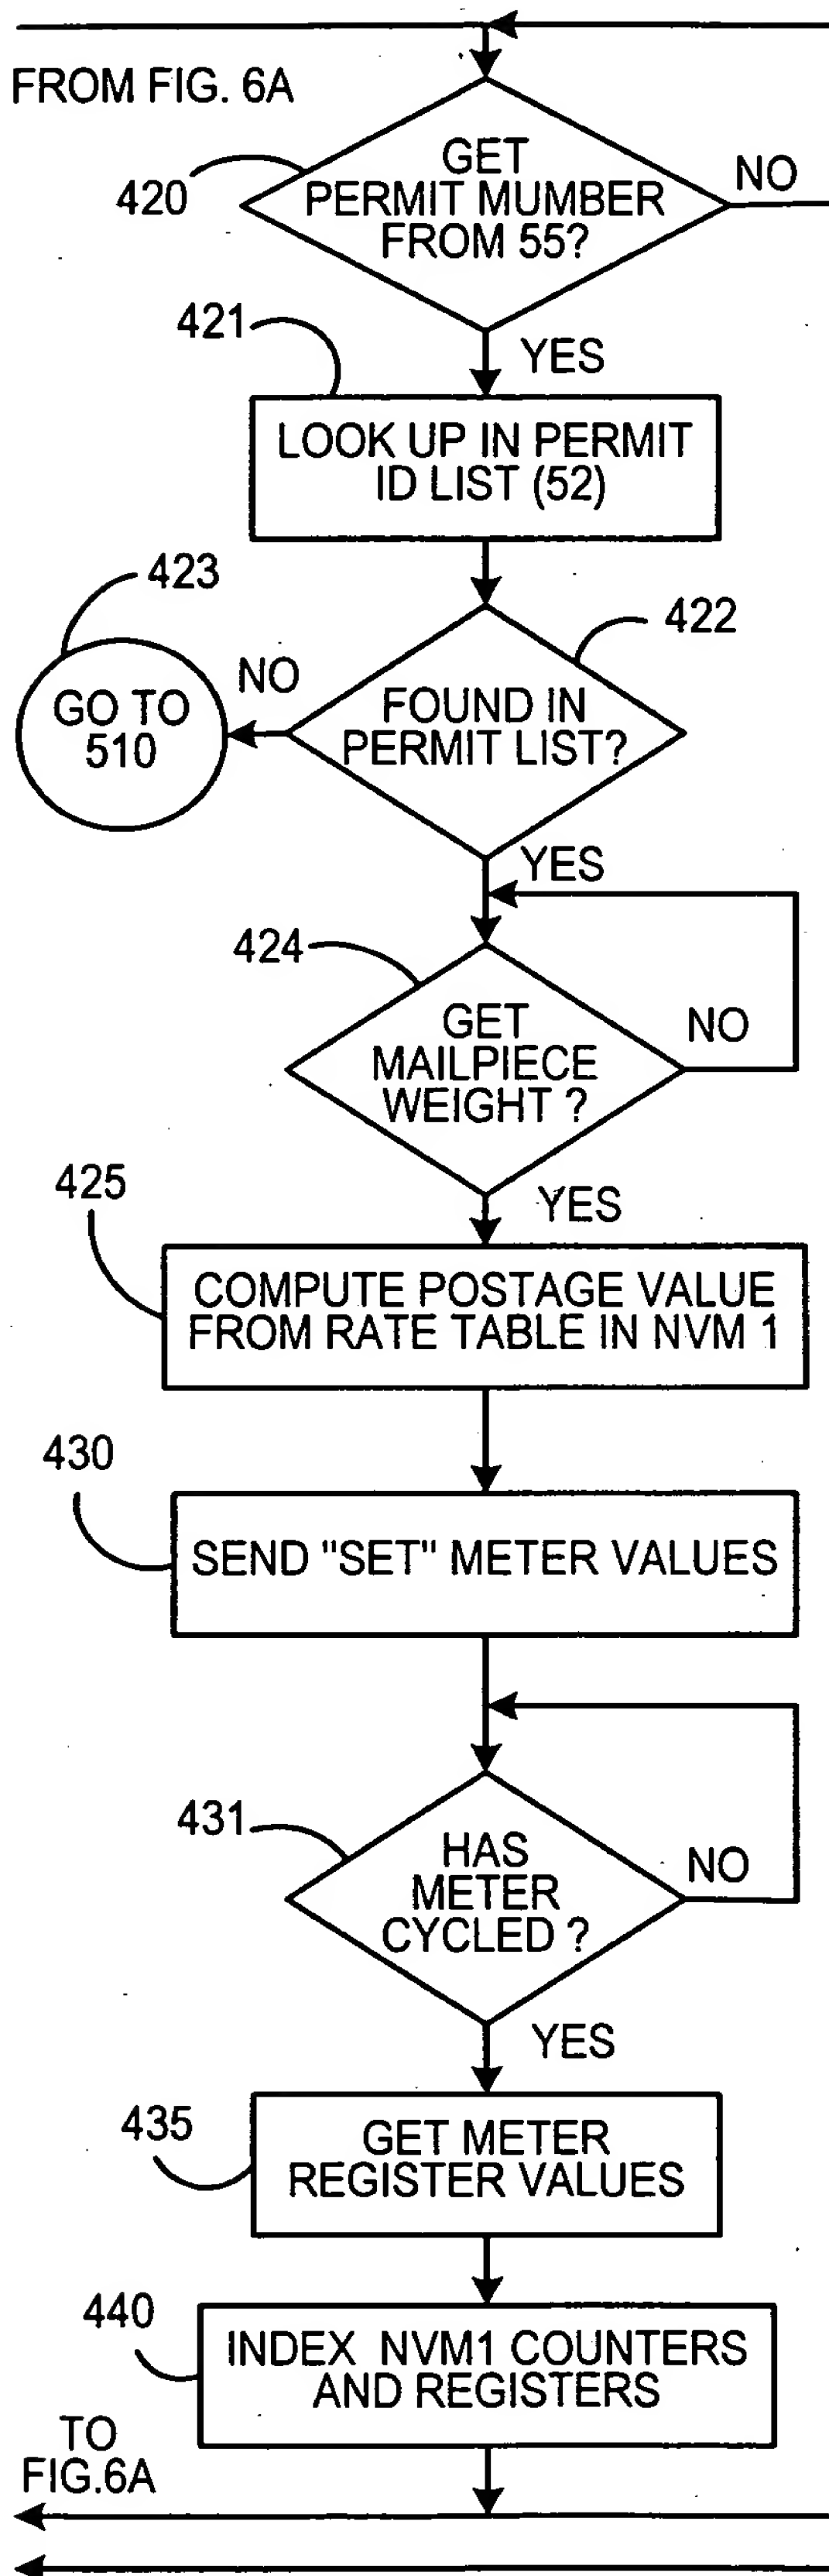 FROM FIG. 6A
420
GET
PERMIT MUMBER
FROM 55?
NO
421
YES
LOOK UP IN PERMIT
ID LIST (52)
423
422
GO TO
510
NO
FOUND IN
PERMIT LIST?
YES
424
GET
MAILPIECE
WEIGHT ?
NO
425
YES
COMPUTE POSTAGE VALUE
FROM RATE TABLE IN NVM 1
430
SEND "SET" METER VALUES
431
HAS
METER
CYCLED ?
NO
YES
435
GET METER
REGISTER VALUES
440
INDEX NVM1 COUNTERS
AND REGISTERS
TO
FIG.6A